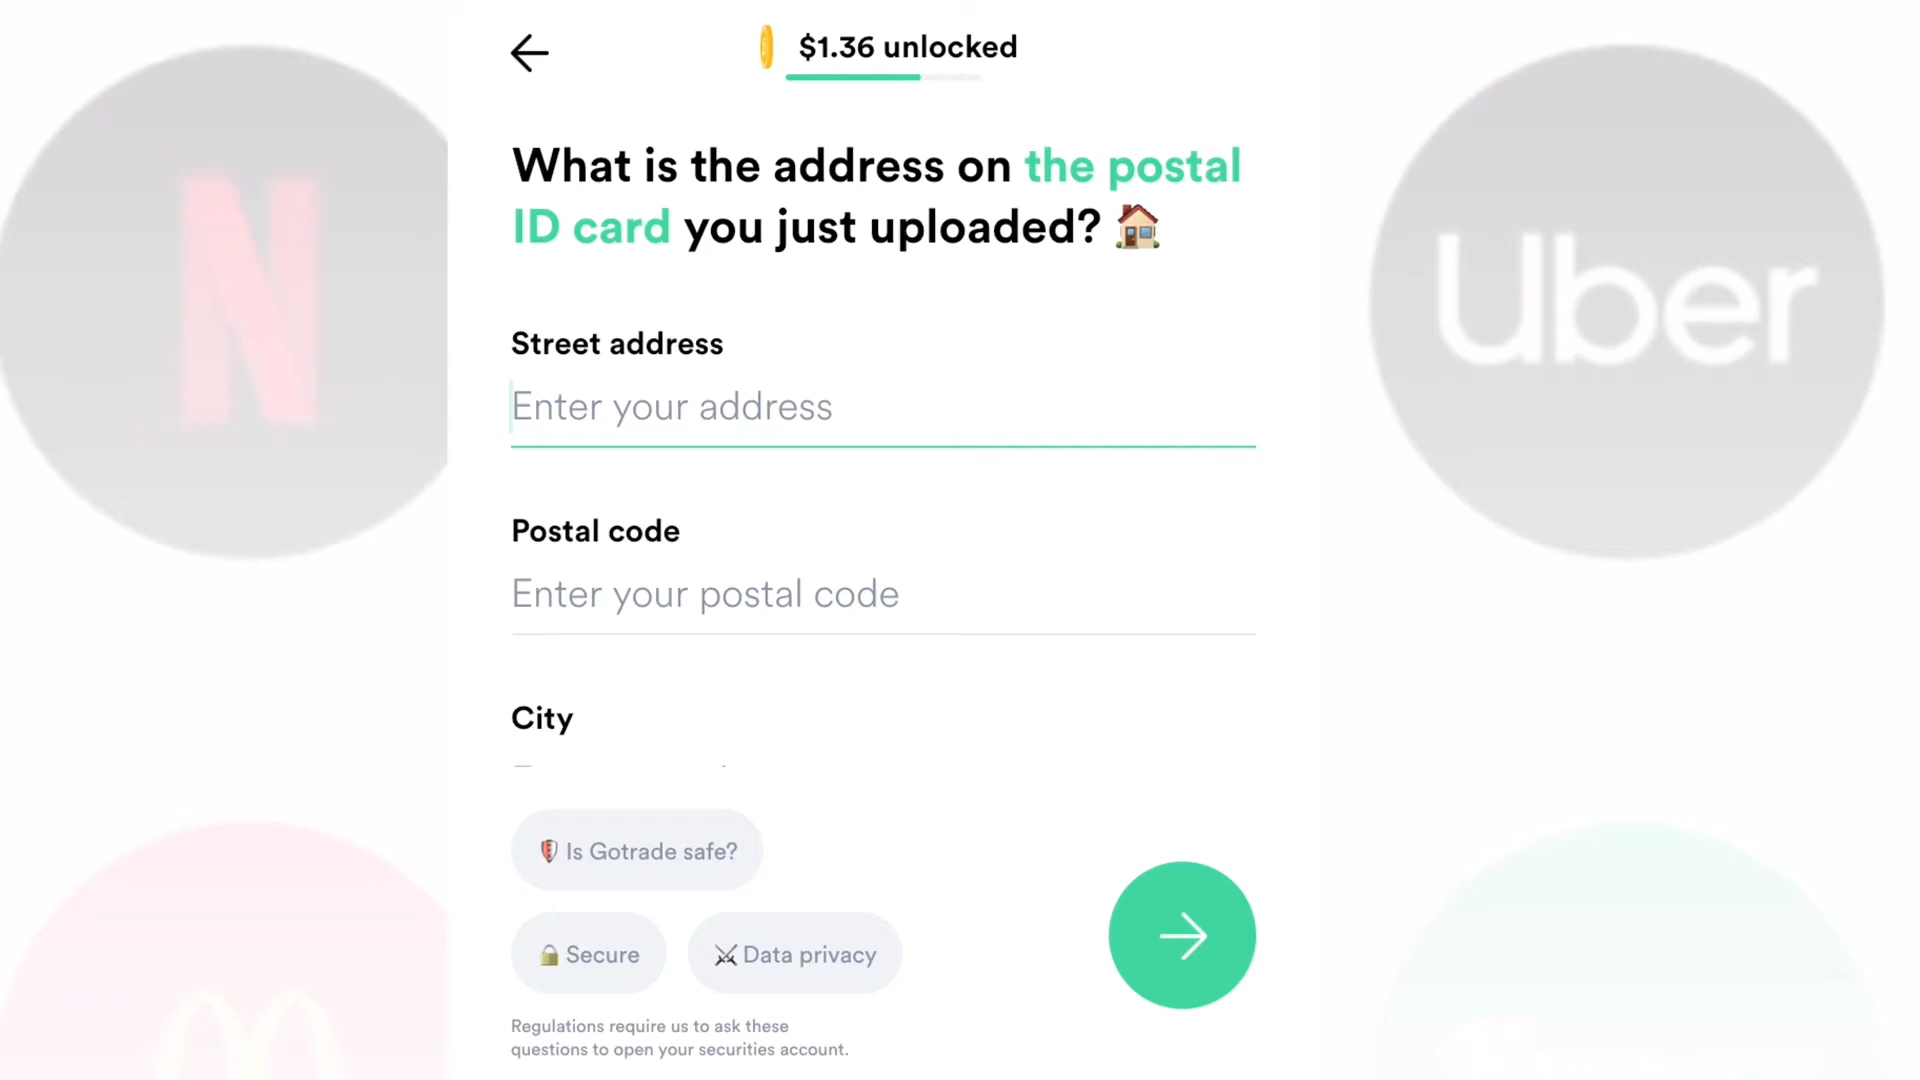 $1.36 unlocked
What is the address on the postal
ID card you just uploaded?
Street address
Enter your address
Postal code
Enter your postal code
City
Is Gotrade safe?
Secure
Data privacy
Regulations require us to ask these
questions to open your securities account.
N
Uber